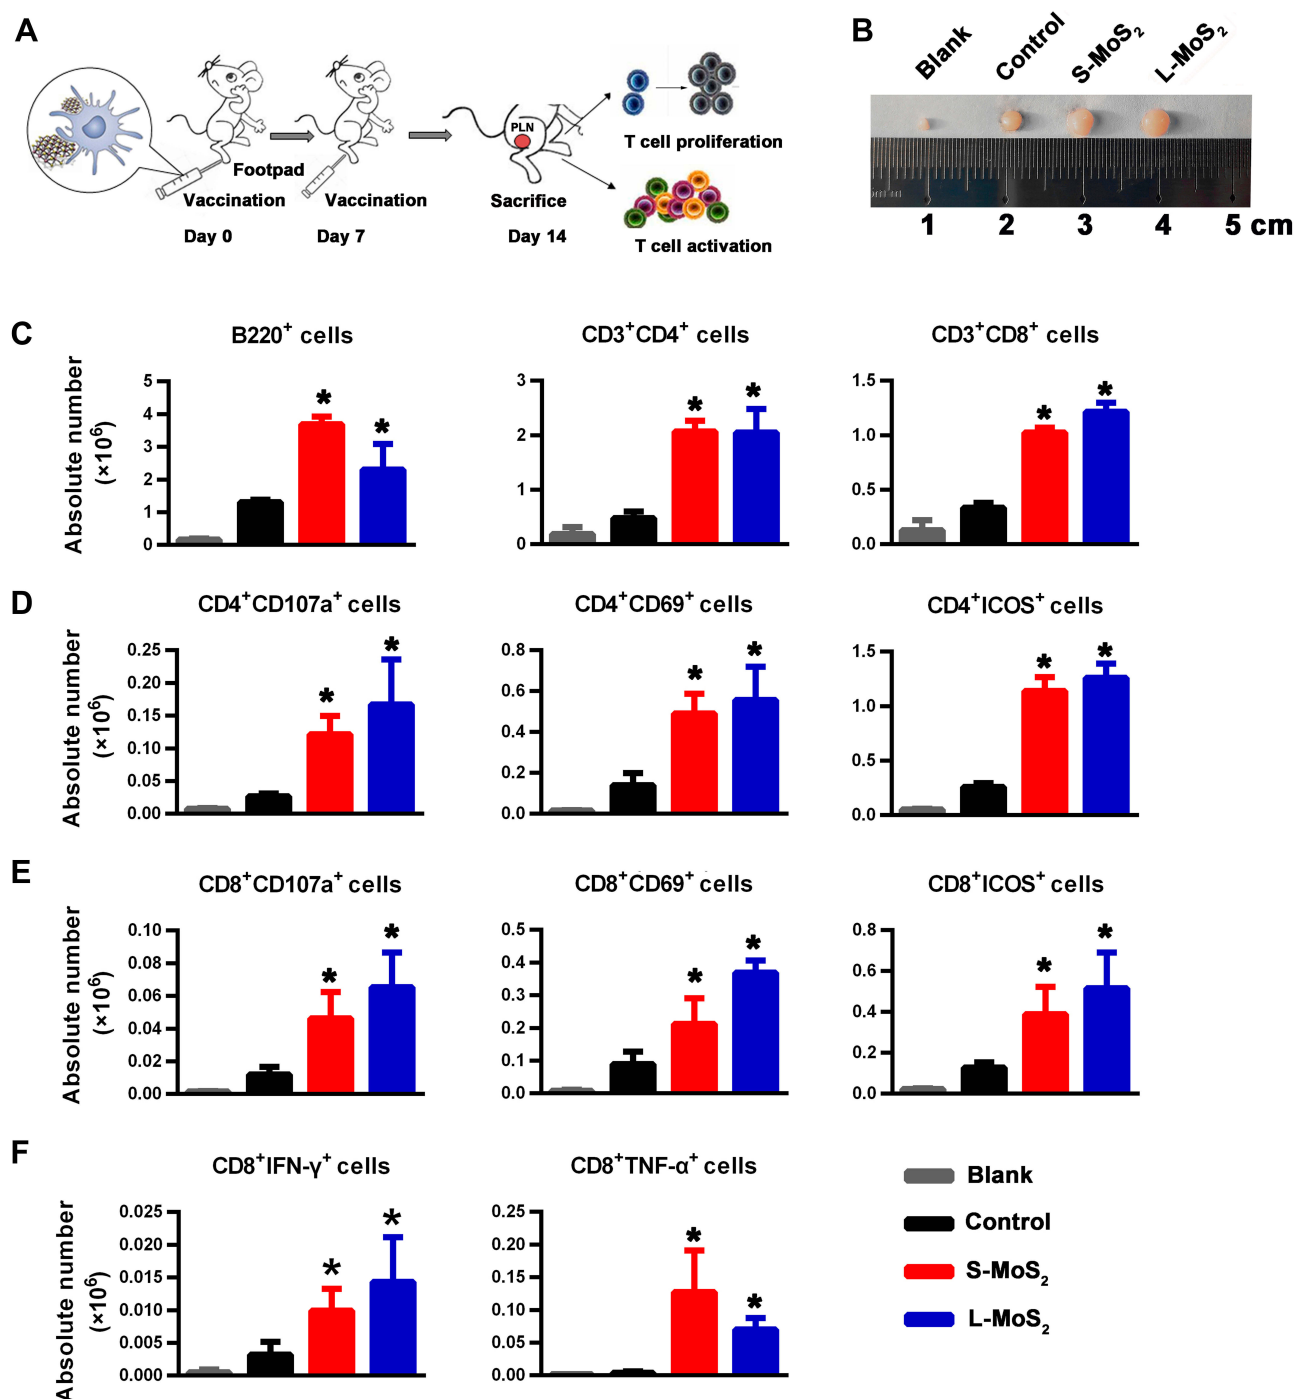 A
PLN
Footpad
Vaccination
Vaccination
Sacrifice
Day 0
Day 7
Day 14
T cell proliferation
T cell activation
B
Blank
Control
S-MoS₂
L-MoS₂
1 2 3 4 5 cm
C
Absolute number
(×10⁶)
B220⁺ cells
5
4
3
2
1
0
* *
CD3⁺CD4⁺ cells
3
2
1
0
* *
CD3⁺CD8⁺ cells
1.5
1.0
0.5
0.0
* *
D
Absolute number
(×10⁶)
CD4⁺CD107a⁺ cells
0.25
0.20
0.15
0.10
0.05
0.00
* *
CD4⁺CD69⁺ cells
0.8
0.6
0.4
0.2
0.0
* *
CD4⁺ICOS⁺ cells
1.5
1.0
0.5
0.0
* *
E
Absolute number
(×10⁶)
CD8⁺CD107a⁺ cells
0.10
0.08
0.06
0.04
0.02
0.00
* *
CD8⁺CD69⁺ cells
0.5
0.4
0.3
0.2
0.1
0.0
* *
CD8⁺ICOS⁺ cells
0.8
0.6
0.4
0.2
0.0
* *
F
Absolute number
(×10⁶)
CD8⁺IFN-γ⁺ cells
0.025
0.020
0.015
0.010
0.005
0.000
* *
CD8⁺TNF-α⁺ cells
0.25
0.20
0.15
0.10
0.05
0.00
* *
Blank
Control
S-MoS₂
L-MoS₂